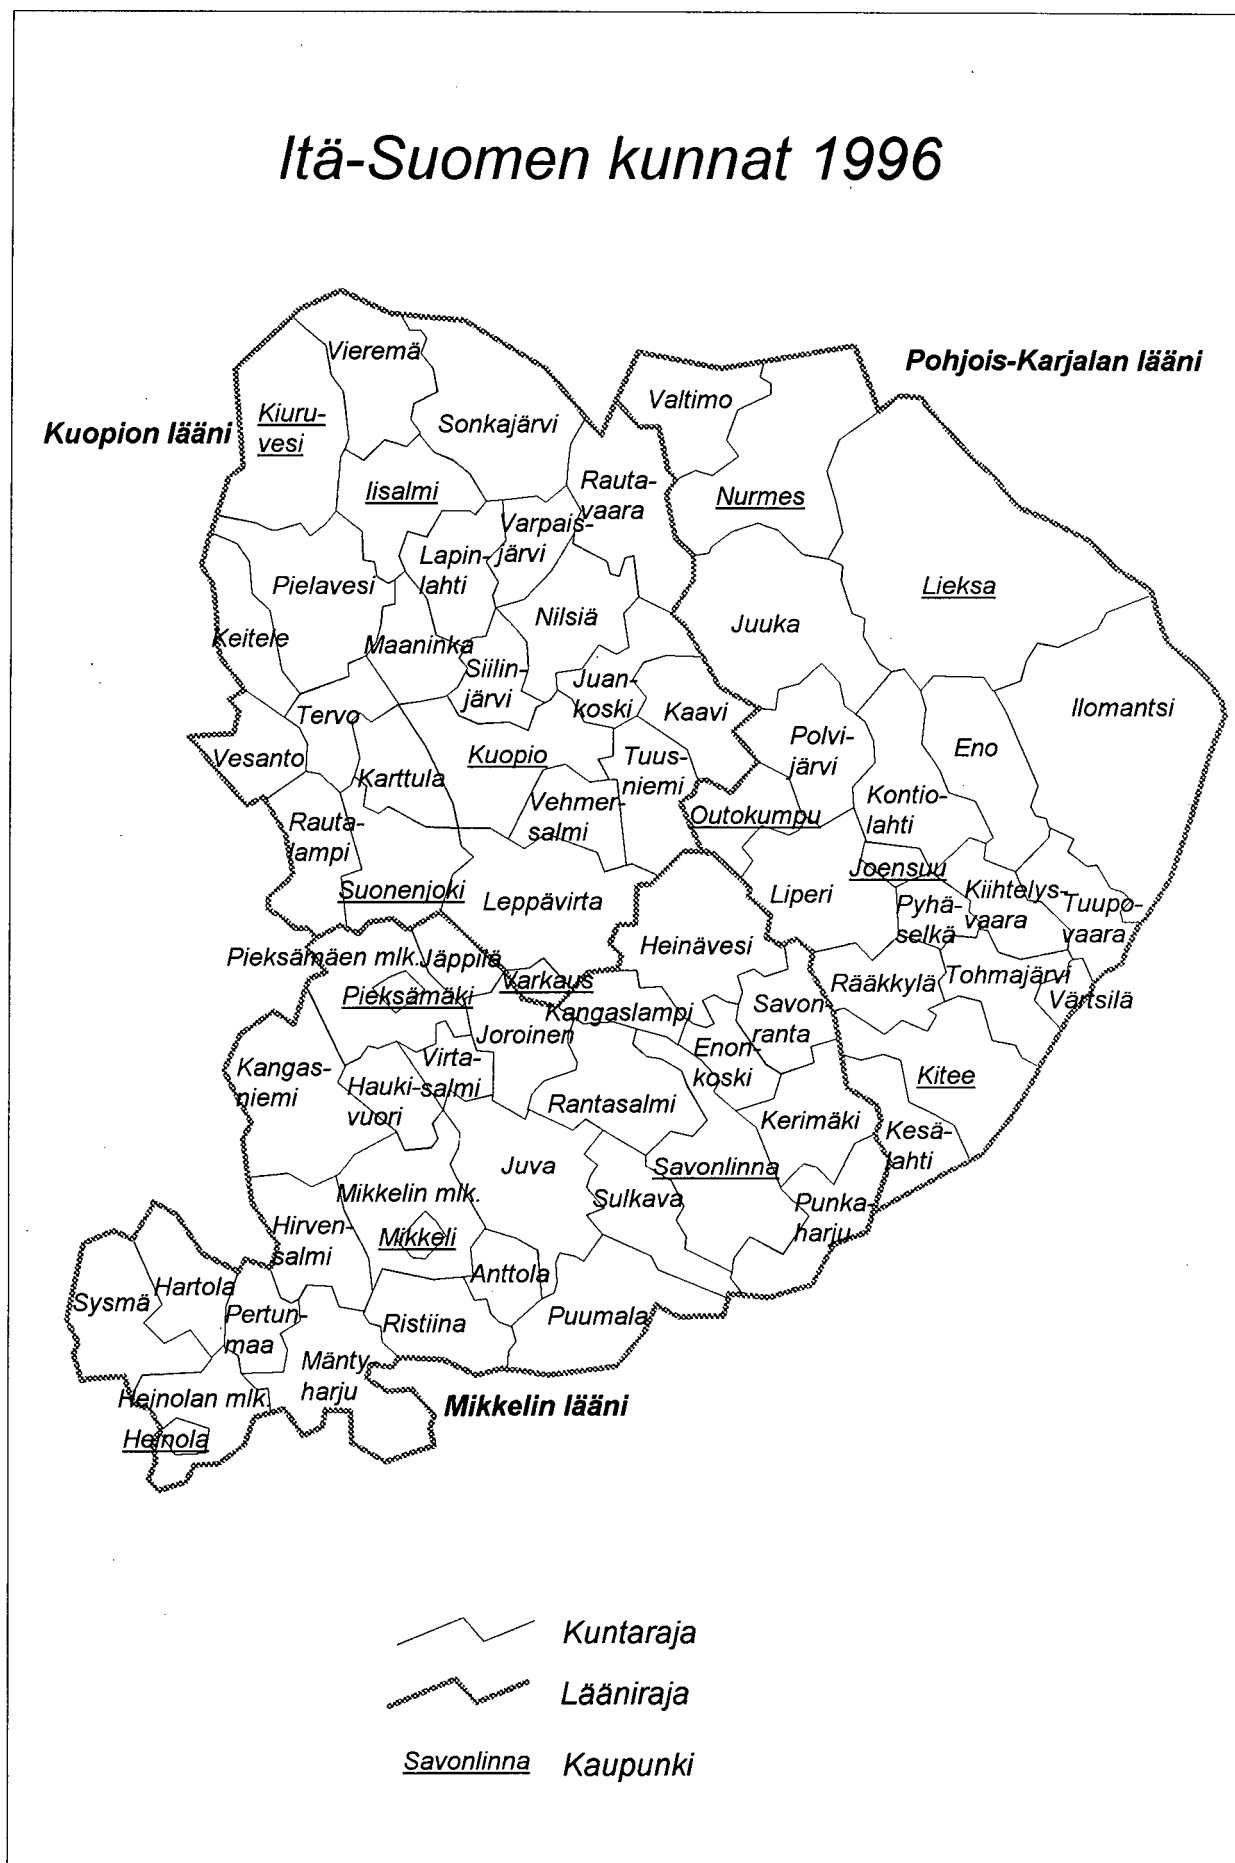 Itä-Suomen kunnat 1996
Vieremä
Pohjois-Karjalan lääni
Valtimo
Kiuru-
vesi
Sonkajärvi
Kuopion lääni
Rauta-
vaara
Iisalmi
Nurmes
Varpais-
järvi
Lapin-
lahti
Pielavesi
Lieksa
Nilsiä
Juuka
Keitele
Maaninka
Siilin-
järvi
Juan-
koski
Kaavi
Ilomantsi
Tervo
Polvi-
järvi
Eno
Vesanto
Kuopio
Tuus-
niemi
Karttula
Vehmer-
salmi
Kontio-
lahti
Outokumpu
Rauta-
lampi
Joensuu
Suonenjoki
Leppävirta
Liperi
Pyhä-
selkä
Kiihtelys-
vaara
Tuupo-
vaara
Heinävesi
Pieksämäen mlk.
Jäppilä
Varkaus
Rääkkylä
Tohmajärvi
Värtsilä
Pieksämäki
Kangaslampi
Savon-
ranta
Joroinen
Enon-
koski
Virta-
salmi
Kangas-
niemi
Hauki-
vuori
Kitee
Rantasalmi
Kerimäki
Kesä-
lahti
Juva
Savonlinna
Mikkelin mlk.
Sulkava
Punka-
harju
Hirven-
salmi
Mikkeli
Anttola
Hartola
Sysmä
Pertun-
maa
Ristiina
Puumala
Mänty
harju
Heinolan mlk.
Mikkelin lääni
Heinola
Kuntaraja
Lääniraja
Savonlinna Kaupunki